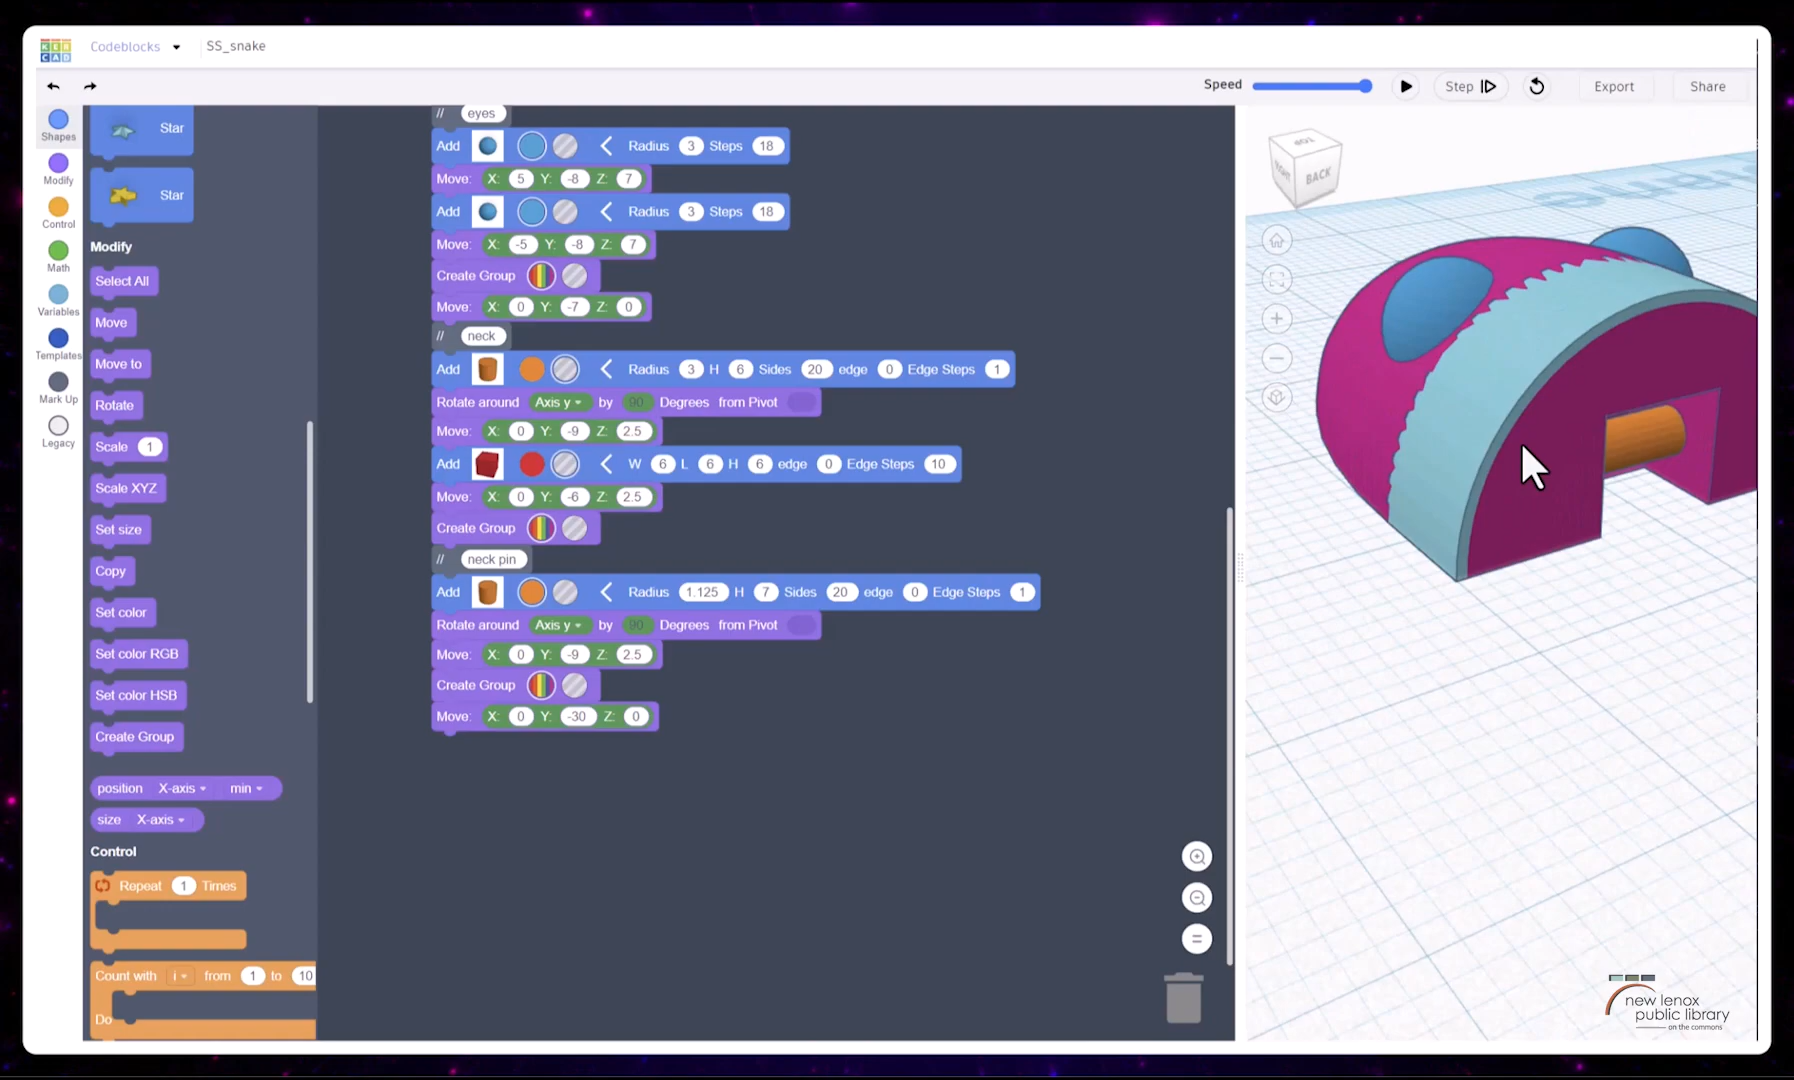 Codeblocks SS_snake
Speed Step Export Share
Shapes
Modify
Control
Math
Variables
Templates
Mark Up
Legacy
Star
Star
Modify
Select All
Move
Move to
Rotate
Scale 1
Scale XYZ
Set size
Copy
Set color
Set color RGB
Set color HSB
Create Group
position X-axis min
size X-axis
Control
Repeat 1 Times
Count with i from 1 to 10
Do
// eyes
Add Radius 3 Steps 18
Move: X: 5 Y: -8 Z: 7
Add Radius 3 Steps 18
Move: X: -5 Y: -8 Z: 7
Create Group
Move: X: 0 Y: -7 Z: 0
// neck
Add Radius 3 H 6 Sides 20 edge 0 Edge Steps 1
Rotate around Axis y by 90 Degrees from Pivot
Move: X: 0 Y: -9 Z: 2.5
Add W 6 L 6 H 6 edge 0 Edge Steps 10
Move: X: 0 Y: -6 Z: 2.5
Create Group
// neck pin
Add Radius 1.125 H 7 Sides 20 edge 0 Edge Steps 1
Rotate around Axis y by 90 Degrees from Pivot
Move: X: 0 Y: -9 Z: 2.5
Create Group
Move: X: 0 Y: -30 Z: 0
TOP
RIGHT BACK
new lenox
public library
on the commons